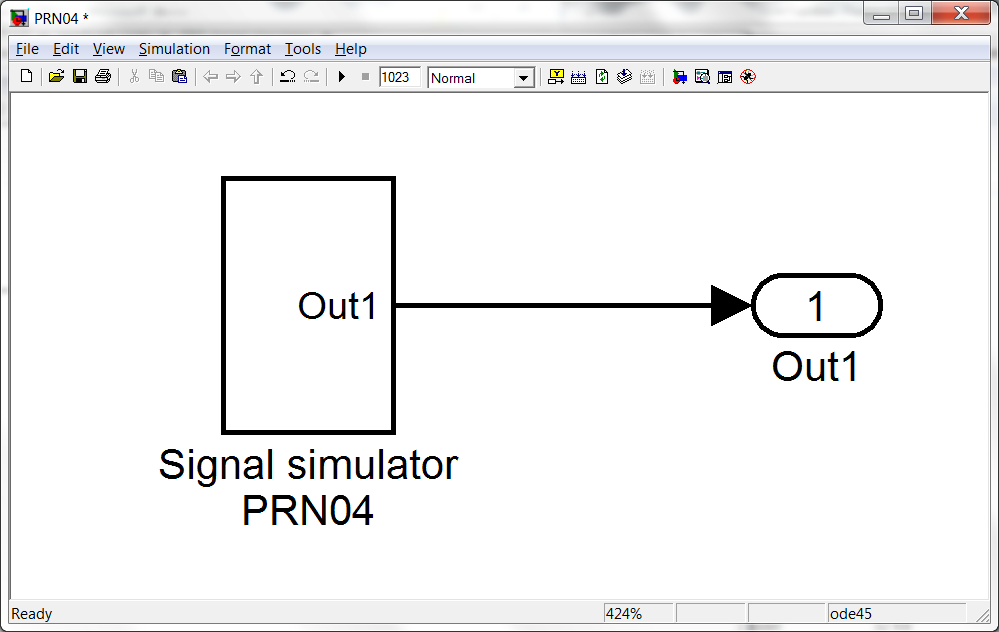 PRN04 *
File Edit View Simulation Format Tools Help
1023 Normal
Out1
1
Out1
Signal simulator
PRN04
Ready 424% ode45